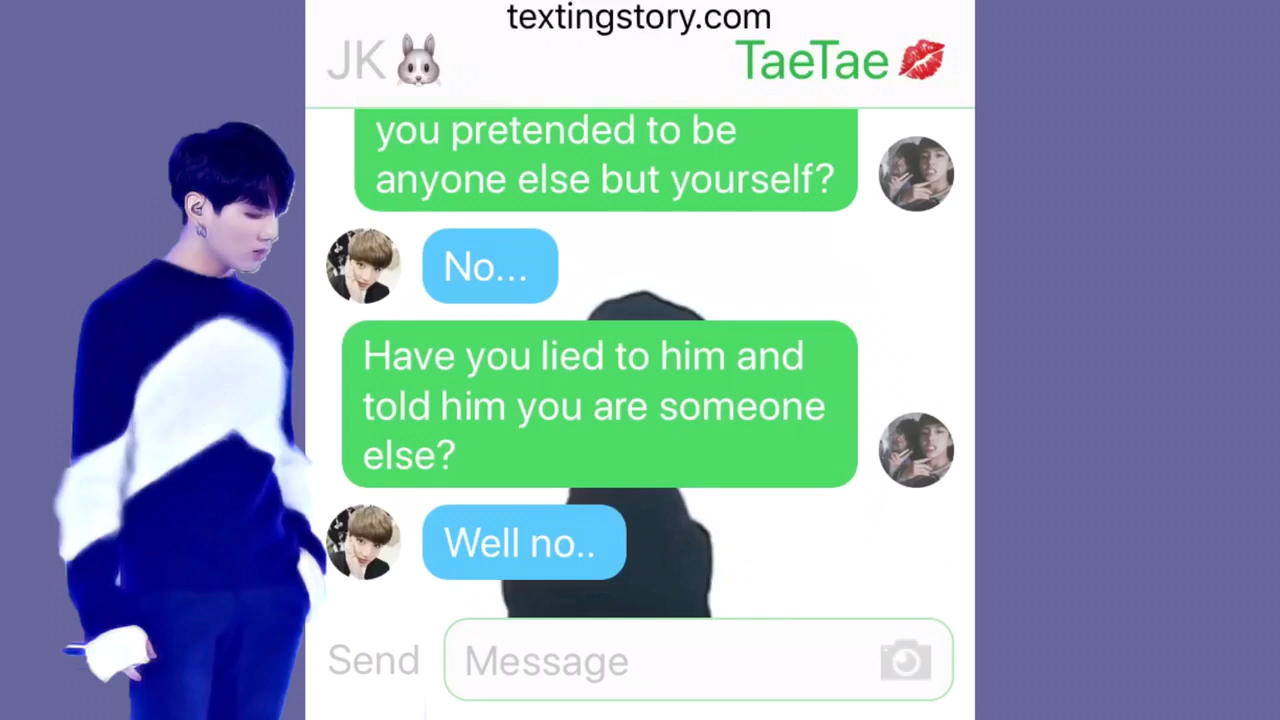 textingstory.com
JK🐰
TaeTae💋
you pretended to be
anyone else but yourself?
No...
Have you lied to him and
told him you are someone
else?
Well no..
Send
Message